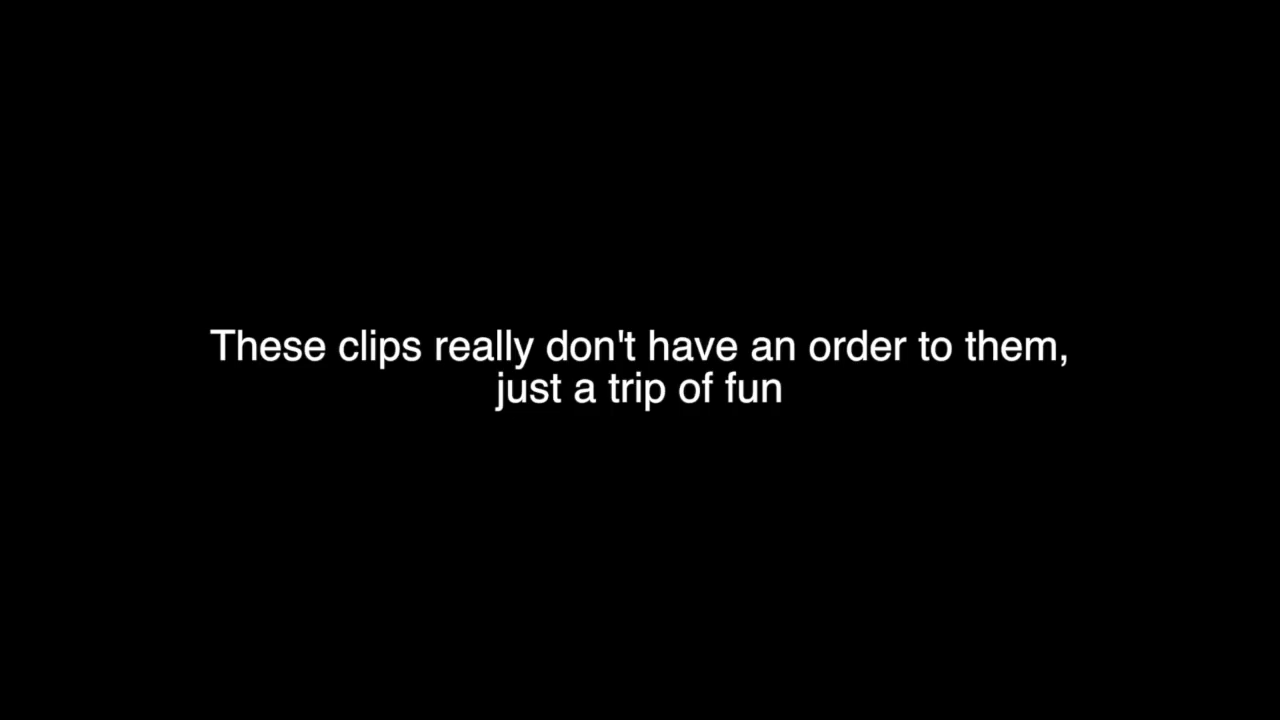 These clips really don't have an order to them,
just a trip of fun